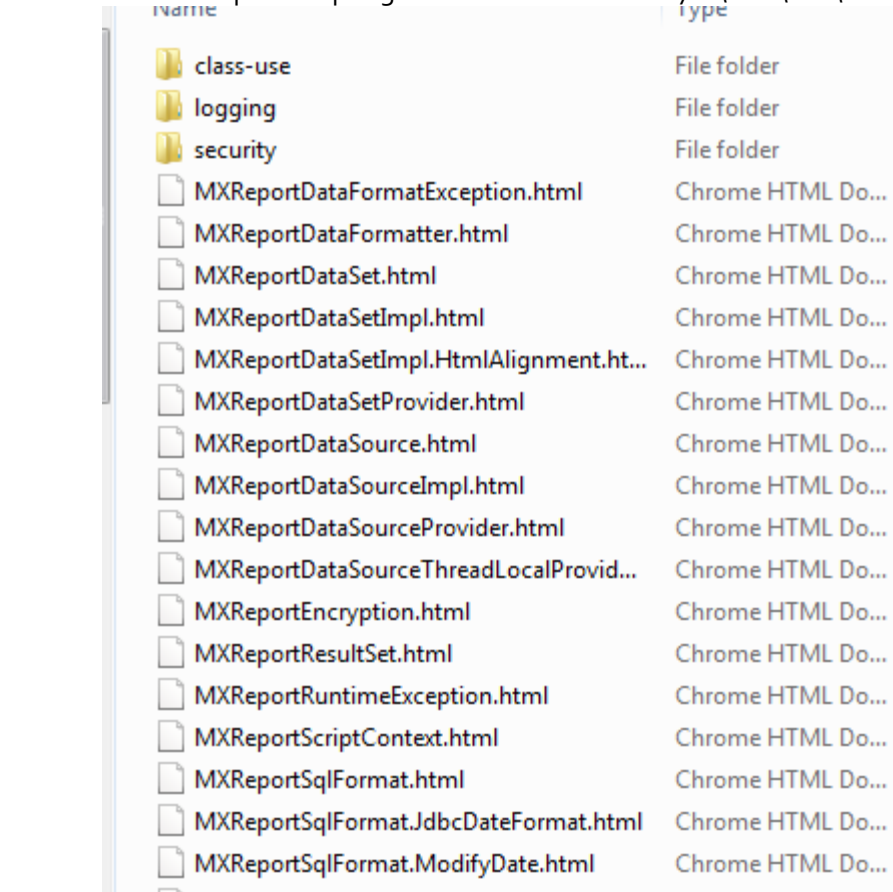 Name Type
class-use File folder
logging File folder
security File folder
MXReportDataFormatException.html Chrome HTML Do...
MXReportDataFormatter.html Chrome HTML Do...
MXReportDataSet.html Chrome HTML Do...
MXReportDataSetImpl.html Chrome HTML Do...
MXReportDataSetImpl.HtmlAlignment.ht... Chrome HTML Do...
MXReportDataSetProvider.html Chrome HTML Do...
MXReportDataSource.html Chrome HTML Do...
MXReportDataSourceImpl.html Chrome HTML Do...
MXReportDataSourceProvider.html Chrome HTML Do...
MXReportDataSourceThreadLocalProvid... Chrome HTML Do...
MXReportEncryption.html Chrome HTML Do...
MXReportResultSet.html Chrome HTML Do...
MXReportRuntimeException.html Chrome HTML Do...
MXReportScriptContext.html Chrome HTML Do...
MXReportSqlFormat.html Chrome HTML Do...
MXReportSqlFormat.JdbcDateFormat.html Chrome HTML Do...
MXReportSqlFormat.ModifyDate.html Chrome HTML Do...